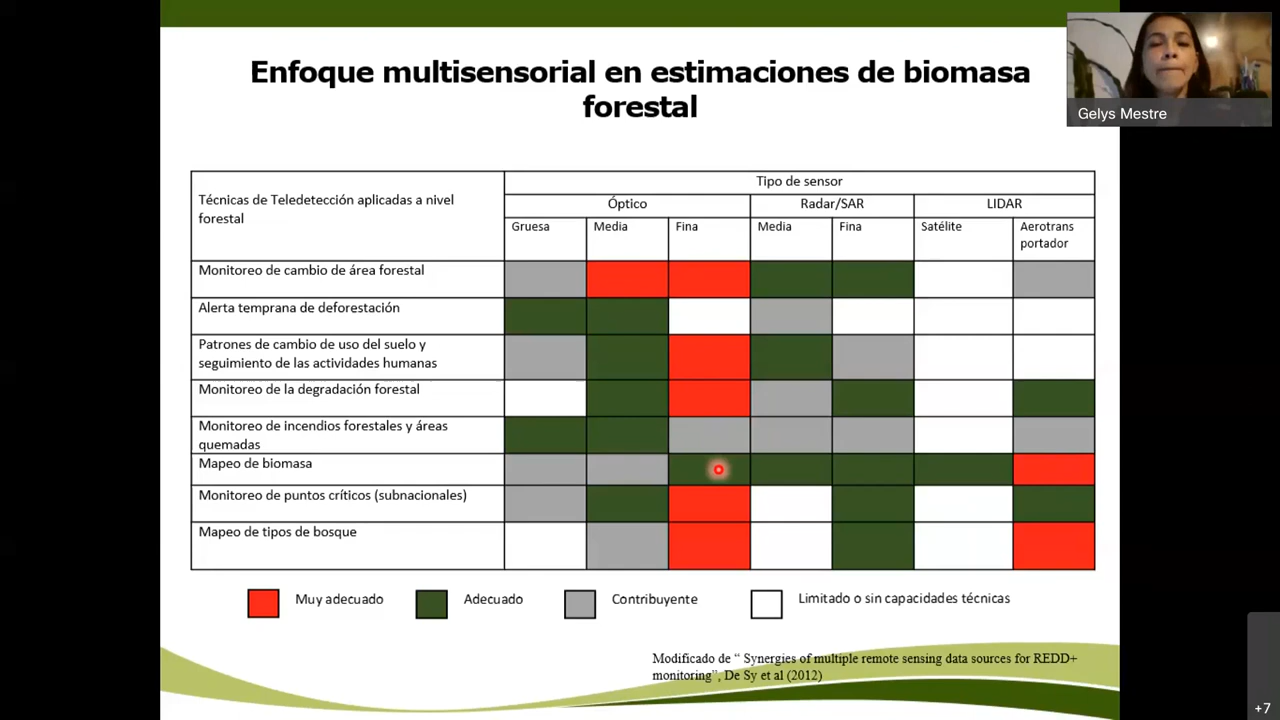 Enfoque multisensorial en estimaciones de biomasa
forestal
Gelys Mestre
Técnicas de Teledetección aplicadas a nivel
forestal
Tipo de sensor
Óptico
Radar/SAR
LIDAR
Gruesa
Media
Fina
Media
Fina
Satélite
Aerotrans
portador
Monitoreo de cambio de área forestal
Alerta temprana de deforestación
Patrones de cambio de uso del suelo y
seguimiento de las actividades humanas
Monitoreo de la degradación forestal
Monitoreo de incendios forestales y áreas
quemadas
Mapeo de biomasa
Monitoreo de puntos críticos (subnacionales)
Mapeo de tipos de bosque
Muy adecuado
Adecuado
Contribuyente
Limitado o sin capacidades técnicas
Modificado de “ Synergies of multiple remote sensing data sources for REDD+
monitoring”, De Sy et al (2012)
+7